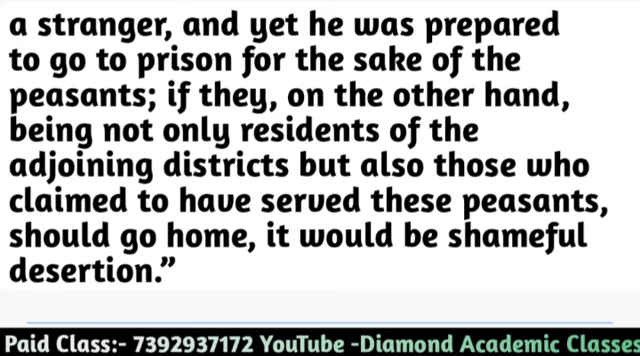 a stranger, and yet he was prepared
to go to prison for the sake of the
peasants; if they, on the other hand,
being not only residents of the
adjoining districts but also those who
claimed to have served these peasants,
should go home, it would be shameful
desertion.”
Paid Class:- 7392937172 YouTube -Diamond Academic Classes